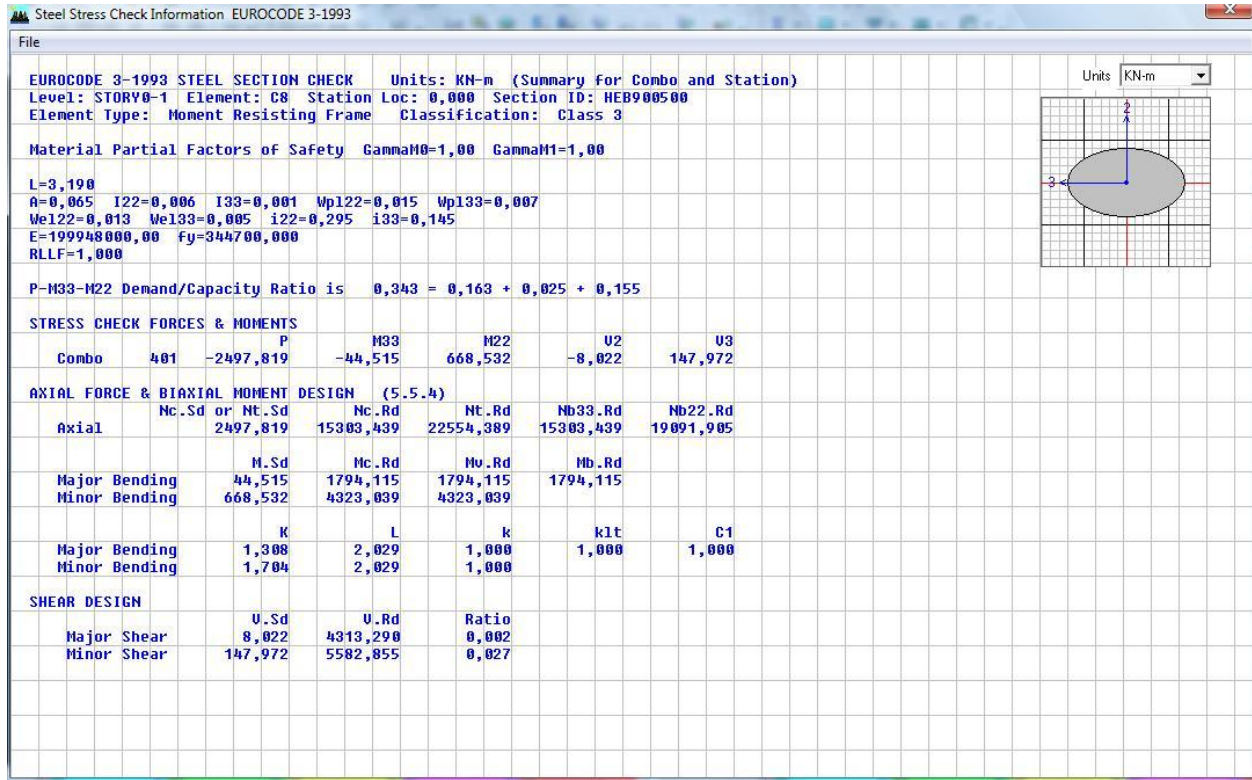 Steel Stress Check Information EUROCODE 3-1993
File
Units KN-m
EUROCODE 3-1993 STEEL SECTION CHECK Units: KN-m (Summary for Combo and Station)
Level: STORY0-1 Element: C8 Station Loc: 0,000 Section ID: HEB900500
Element Type: Moment Resisting Frame Classification: Class 3
Material Partial Factors of Safety GammaM0=1,00 GammaM1=1,00
L=3,190
A=0,065 I22=0,006 I33=0,001 Wpl22=0,015 Wpl33=0,007
Wel22=0,013 Wel33=0,005 i22=0,295 i33=0,145
E=199948000,00 fy=344700,000
RLLF=1,000
P-M33-M22 Demand/Capacity Ratio is 0,343 = 0,163 + 0,025 + 0,155
STRESS CHECK FORCES & MOMENTS
P M33 M22 V2 V3
Combo 401 -2497,819 -44,515 668,532 -8,022 147,972
AXIAL FORCE & BIAXIAL MOMENT DESIGN (5.5.4)
Nc.Sd or Nt.Sd Nc.Rd Nt.Rd Nb33.Rd Nb22.Rd
Axial 2497,819 15303,439 22554,389 15303,439 19091,905
M.Sd Mc.Rd Mv.Rd Mb.Rd
Major Bending 44,515 1794,115 1794,115 1794,115
Minor Bending 668,532 4323,039 4323,039
K L k klt C1
Major Bending 1,308 2,029 1,000 1,000 1,000
Minor Bending 1,704 2,029 1,000
SHEAR DESIGN
V.Sd V.Rd Ratio
Major Shear 8,022 4313,290 0,002
Minor Shear 147,972 5582,855 0,027
2
3